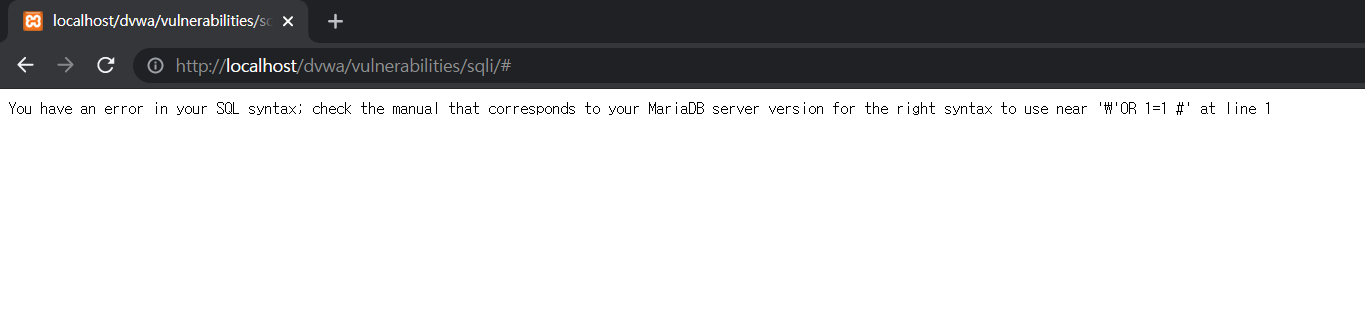 localhost/dvwa/vulnerabilities/sc
http://localhost/dvwa/vulnerabilities/sqli/#
You have an error in your SQL syntax; check the manual that corresponds to your MariaDB server version for the right syntax to use near '₩'OR 1=1 #' at line 1